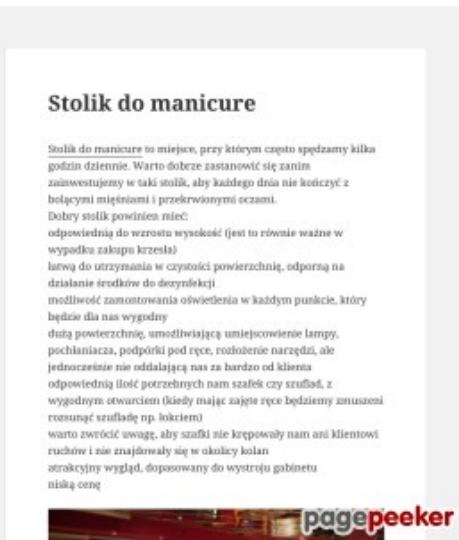 Stolik do manicure
Stolik do manicure to miejsce, przy którym często spędzamy kilka
godzin dziennie. Warto dobrze zastanowić się zanim
zainwestujemy w taki stolik, aby każdego dnia nie kończyć z
bolącymi mięśniami i przekrwionymi oczami.
Dobry stolik powinien mieć:
odpowiednią do wzrostu wysokość (jest to równie ważne w
wypadku zakupu krzesła)
łatwą do utrzymania w czystości powierzchnię, odporną na
działanie środków do dezynfekcji
możliwość zamontowania oświetlenia w każdym punkcie, który
będzie dla nas wygodny
dużą powierzchnię, umożliwiającą umiejscowienie lampy,
pochłaniacza, podpórki pod ręce, rozłożenie narzędzi, ale
jednocześnie nie oddalającą nas za bardzo od klienta
odpowiednią ilość potrzebnych nam szafek czy szuflad, z
wygodnym otwarciem (kiedy mając zajęte ręce będziemy zmuszeni
rozsunąć szufladę np. łokciem)
warto zwrócić uwagę, aby szafki nie krępowały nam ani klientowi
ruchów i nie znajdowały się w okolicy kolan
atrakcyjny wygląd, dopasowany do wystroju gabinetu
niską cenę
pagepeeker